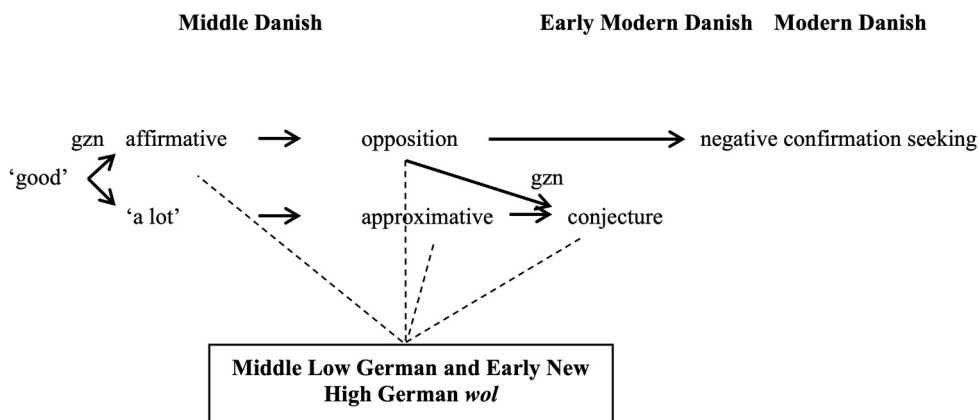 Middle Danish Early Modern Danish Modern Danish
gzn affirmative opposition negative confirmation seeking
‘good’ gzn
‘a lot’ approximative conjecture
Middle Low German and Early New
High German wol